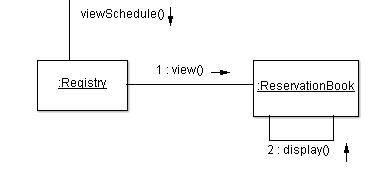 viewSchedule()
1 : view()
:Registry
:ReservationBook
2 : display()